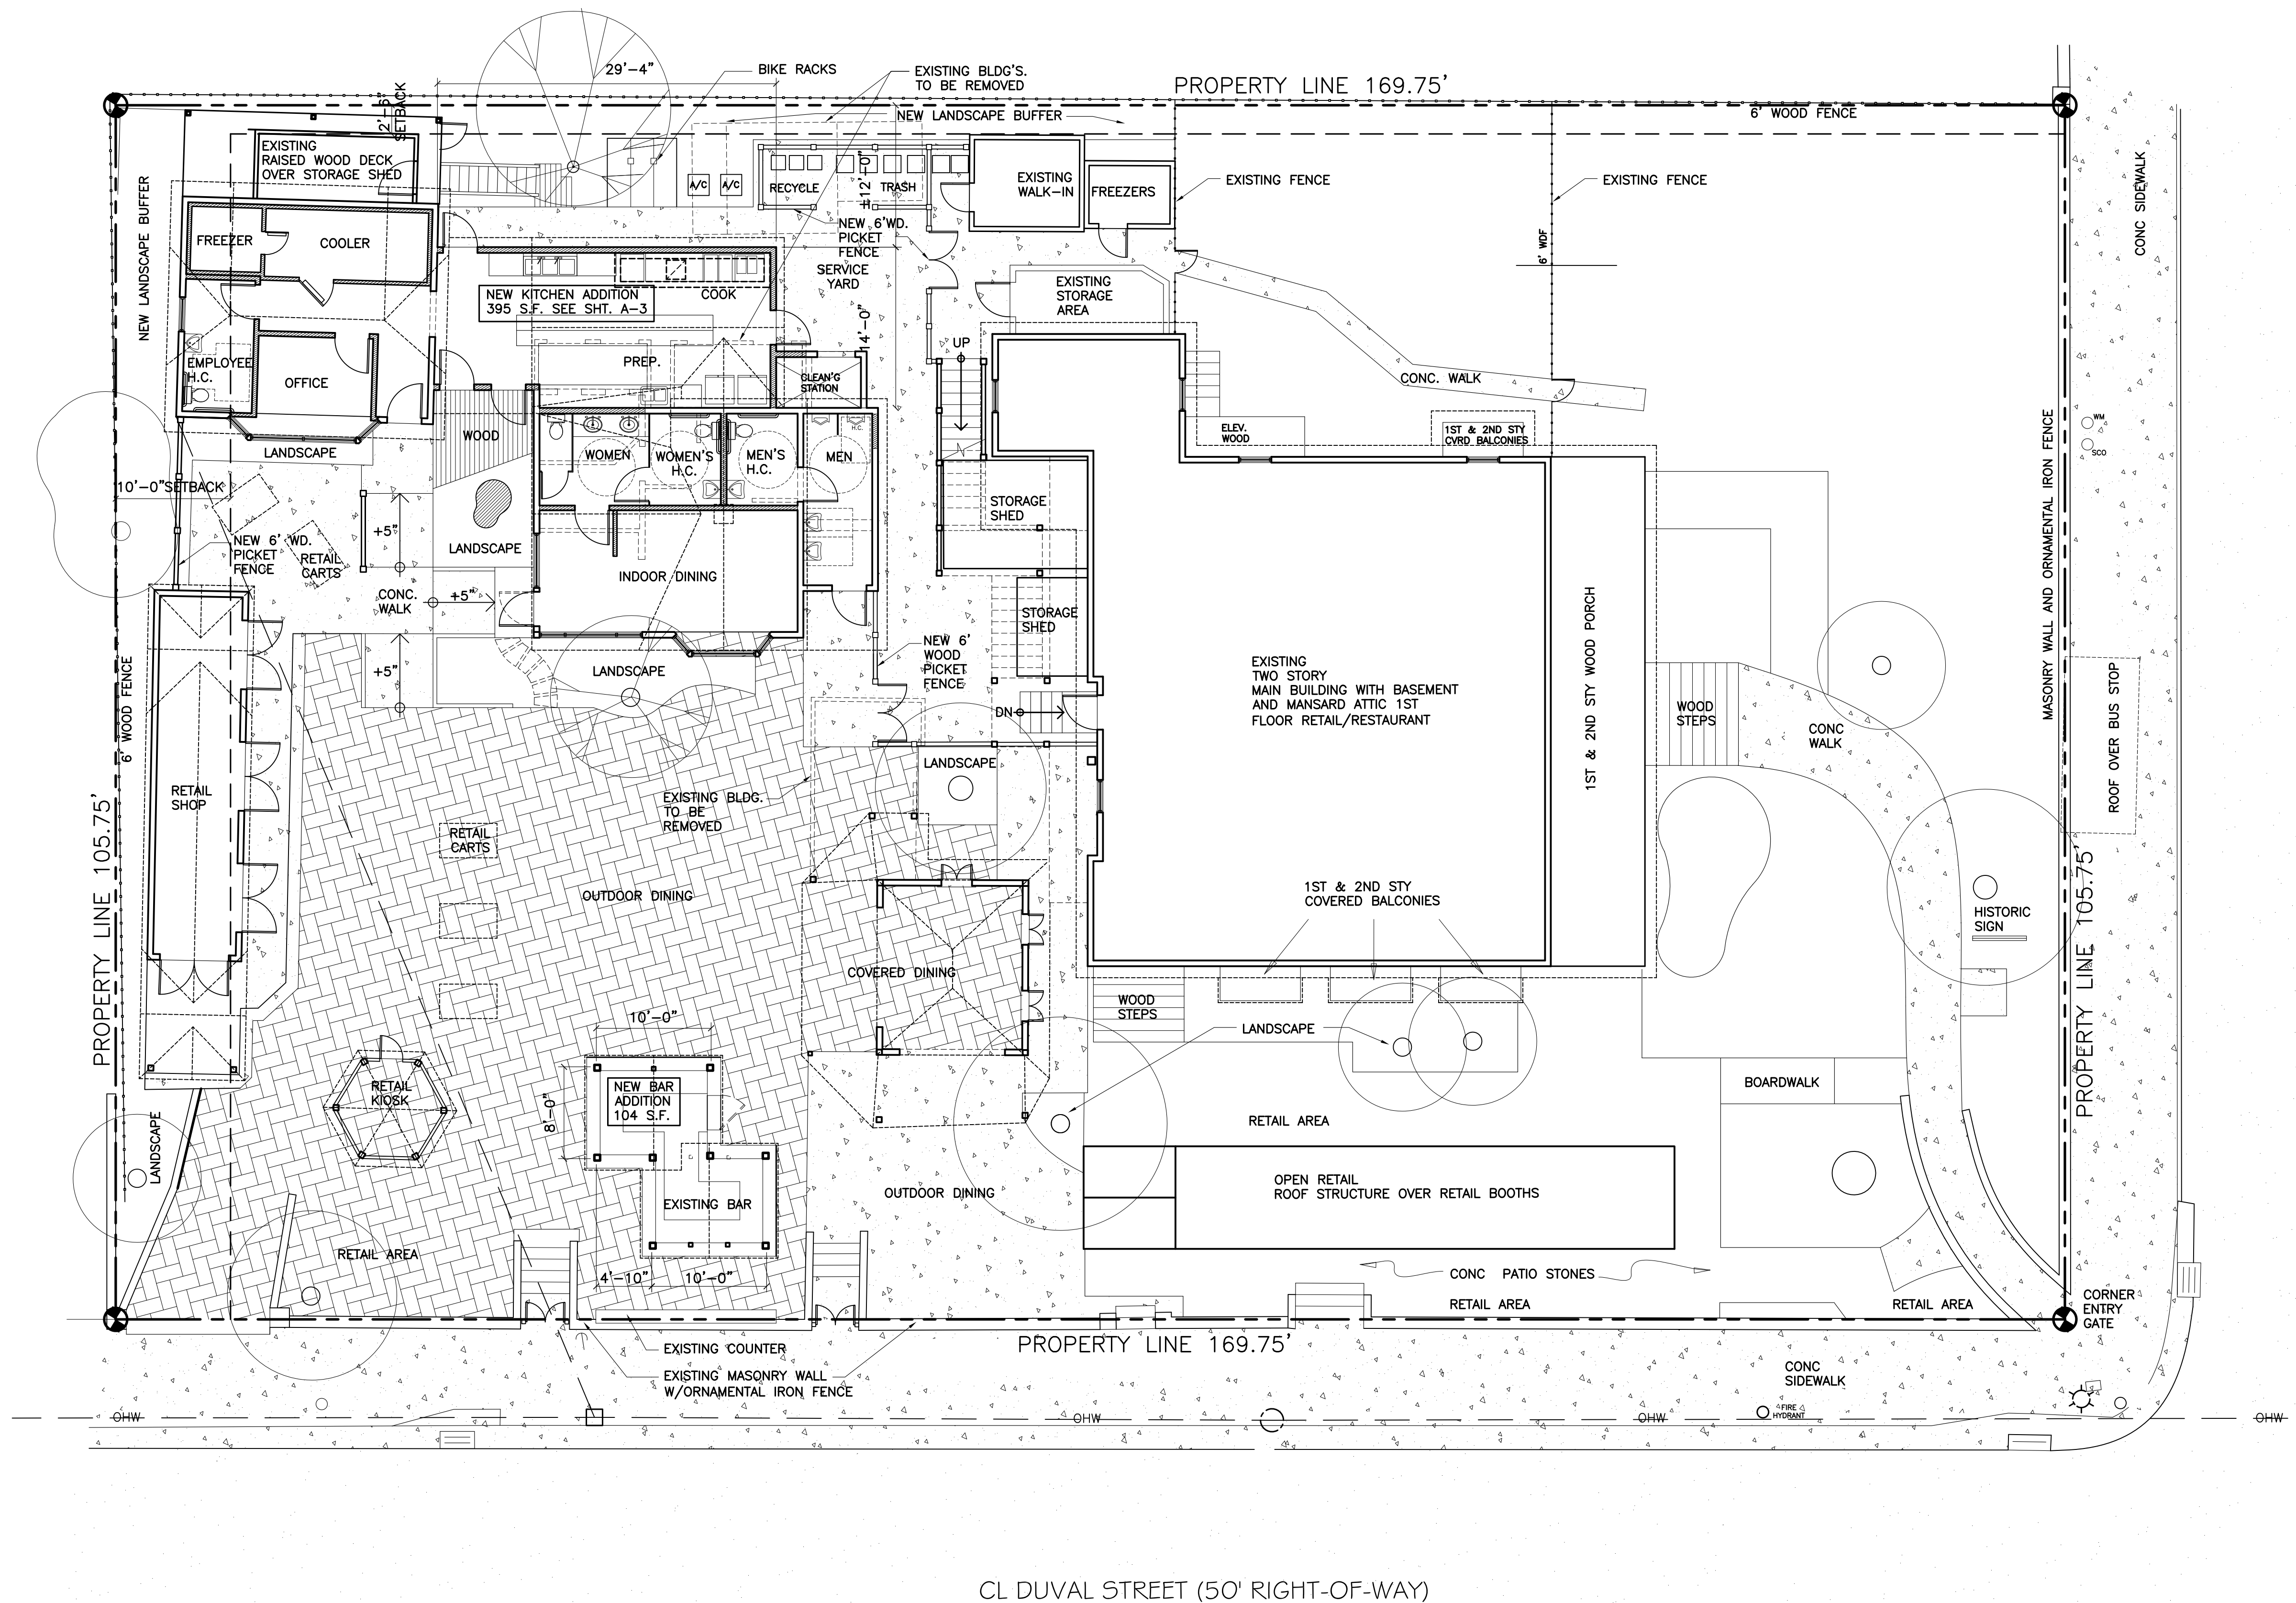 29'-4"
BIKE RACKS
EXISTING BLDG'S.
TO BE REMOVED
PROPERTY LINE 169.75'
2'-6"
SETBACK
NEW LANDSCAPE BUFFER
6' WOOD FENCE
EXISTING
RAISED WOOD DECK
OVER STORAGE SHED
A/C
A/C
RECYCLE
±12'-0"
TRASH
EXISTING
WALK-IN
FREEZERS
EXISTING FENCE
EXISTING FENCE
CONC SIDEWALK
NEW LANDSCAPE BUFFER
FREEZER
COOLER
NEW 6'WD.
PICKET
FENCE
SERVICE
YARD
6' WDF
NEW KITCHEN ADDITION
395 S.F. SEE SHT. A-3
COOK
EXISTING
STORAGE
AREA
14'-0"
UP
EMPLOYEE
H.C.
OFFICE
PREP.
CLEAN'G
STATION
CONC. WALK
WM
SCO
WOOD
LANDSCAPE
WOMEN
WOMEN'S
H.C.
MEN'S
H.C.
MEN
H.C.
ELEV.
WOOD
1ST & 2ND STY
CVRD BALCONIES
MASONRY WALL AND ORNAMENTAL IRON FENCE
10'-0"SETBACK
STORAGE
SHED
+5"
NEW 6' WD.
PICKET
FENCE
RETAIL
CARTS
LANDSCAPE
INDOOR DINING
CONC.
WALK
+5"
STORAGE
SHED
1ST & 2ND STY WOOD PORCH
+5"
LANDSCAPE
NEW 6'
WOOD
PICKET
FENCE
EXISTING
TWO STORY
MAIN BUILDING WITH BASEMENT
AND MANSARD ATTIC 1ST
FLOOR RETAIL/RESTAURANT
6' WOOD FENCE
DN
WOOD
STEPS
CONC
WALK
ROOF OVER BUS STOP
RETAIL
SHOP
LANDSCAPE
EXISTING BLDG.
TO BE
REMOVED
RETAIL
CARTS
PROPERTY LINE 105.75'
OUTDOOR DINING
1ST & 2ND STY
COVERED BALCONIES
HISTORIC
SIGN
PROPERTY LINE 105.75'
COVERED DINING
10'-0"
WOOD
STEPS
LANDSCAPE
RETAIL
KIOSK
NEW BAR
ADDITION
104 S.F.
8'-0"
BOARDWALK
RETAIL AREA
LANDSCAPE
EXISTING BAR
OUTDOOR DINING
OPEN RETAIL
ROOF STRUCTURE OVER RETAIL BOOTHS
RETAIL AREA
4'-10"
10'-0"
CONC PATIO STONES
RETAIL AREA
RETAIL AREA
CORNER
ENTRY
GATE
PROPERTY LINE 169.75'
EXISTING COUNTER
EXISTING MASONRY WALL
W/ORNAMENTAL IRON FENCE
CONC
SIDEWALK
FIRE
HYDRANT
OHW
OHW
OHW
OHW
CL DUVAL STREET (50' RIGHT-OF-WAY)